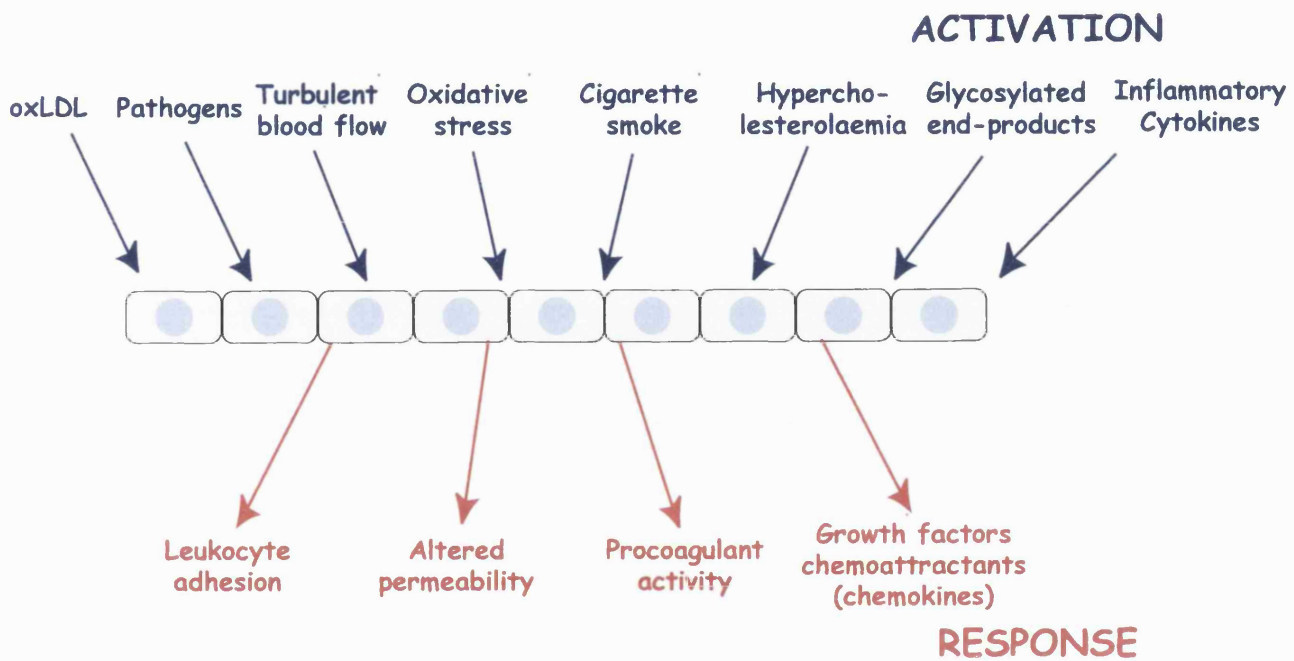 ACTIVATION
oxLDL
Pathogens
Turbulent
blood flow
Oxidative
stress
Cigarette
smoke
Hypercho-
lesterolaemia
Glycosylated
end-products
Inflammatory
Cytokines
Leukocyte
adhesion
Altered
permeability
Procoagulant
activity
Growth factors
chemoattractants
(chemokines)
RESPONSE